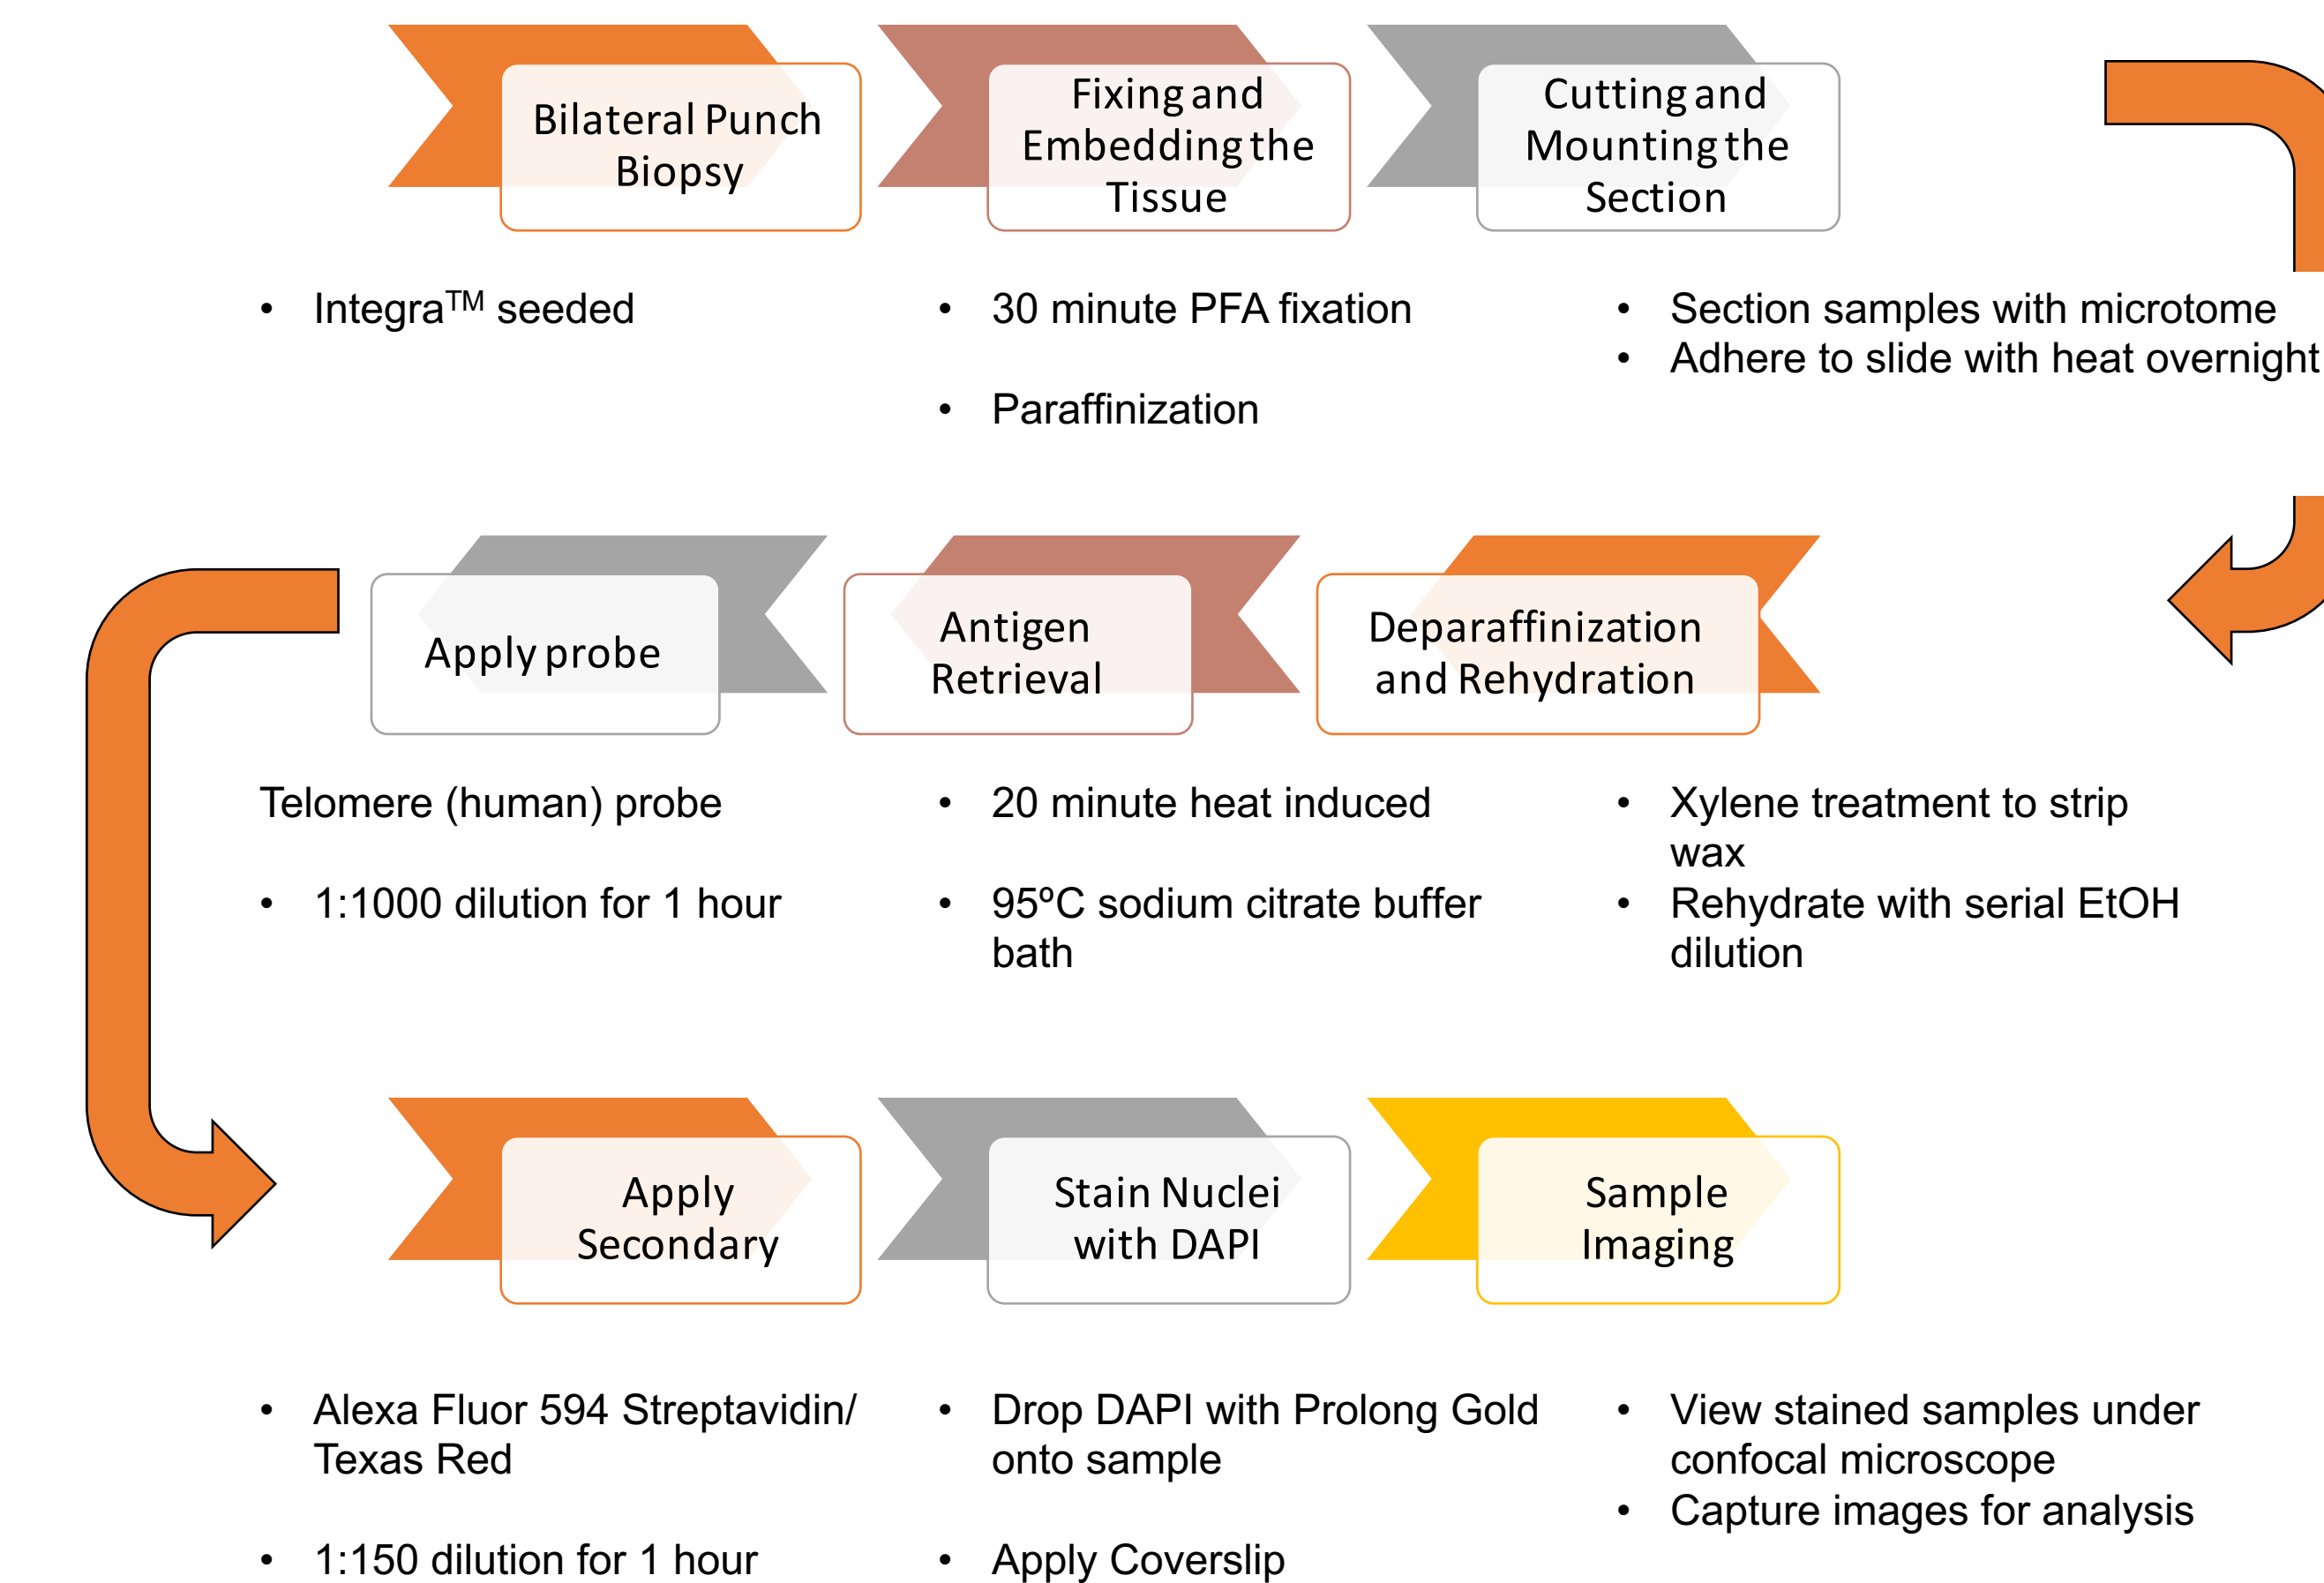 Bilateral Punch
Biopsy
Fixing and
Embedding the
Tissue
Cutting and
Mounting the
Section
• Integra™ seeded
• 30 minute PFA fixation
• Paraffinization
• Section samples with microtome
• Adhere to slide with heat overnight
Apply probe
Antigen
Retrieval
Deparaffinization
and Rehydration
Telomere (human) probe
• 1:1000 dilution for 1 hour
• 20 minute heat induced
• 95ºC sodium citrate buffer
bath
• Xylene treatment to strip
wax
• Rehydrate with serial EtOH
dilution
Apply
Secondary
Stain Nuclei
with DAPI
Sample
Imaging
• Alexa Fluor 594 Streptavidin/
Texas Red
• 1:150 dilution for 1 hour
• Drop DAPI with Prolong Gold
onto sample
• Apply Coverslip
• View stained samples under
confocal microscope
• Capture images for analysis